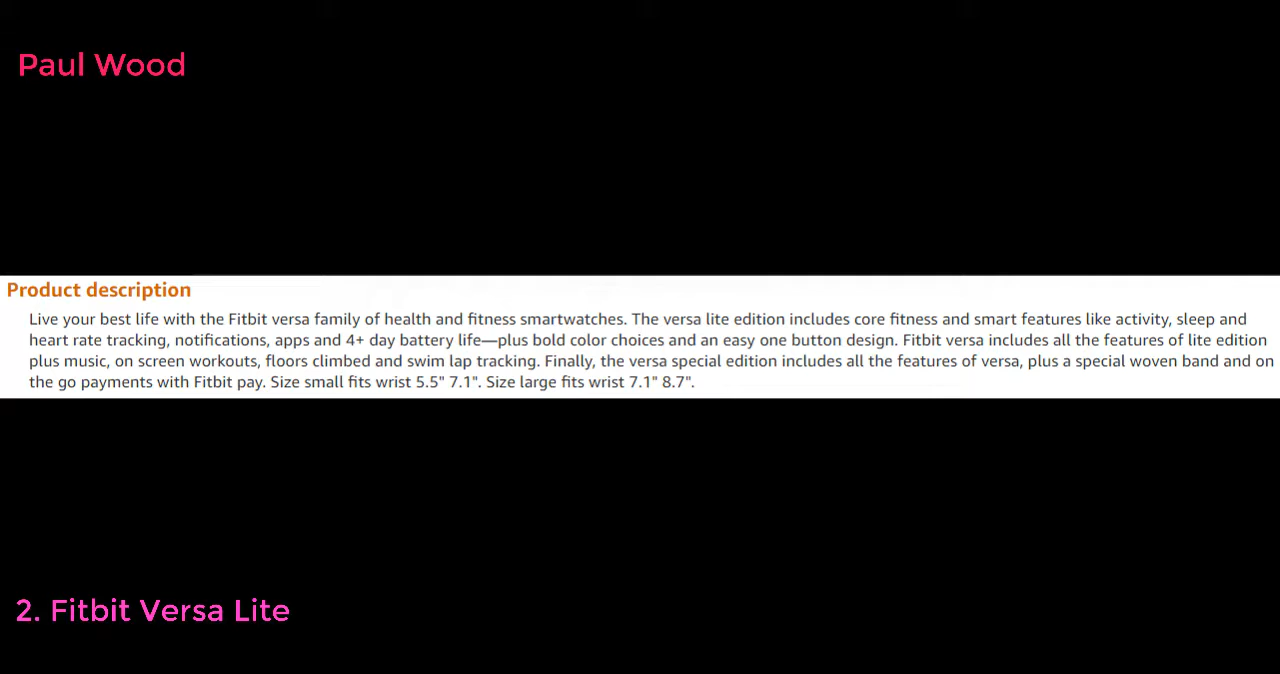 Paul Wood
Product description
Live your best life with the Fitbit versa family of health and fitness smartwatches. The versa lite edition includes core fitness and smart features like activity, sleep and
heart rate tracking, notifications, apps and 4+ day battery life—plus bold color choices and an easy one button design. Fitbit versa includes all the features of lite edition
plus music, on screen workouts, floors climbed and swim lap tracking. Finally, the versa special edition includes all the features of versa, plus a special woven band and on
the go payments with Fitbit pay. Size small fits wrist 5.5" 7.1". Size large fits wrist 7.1" 8.7".
2. Fitbit Versa Lite